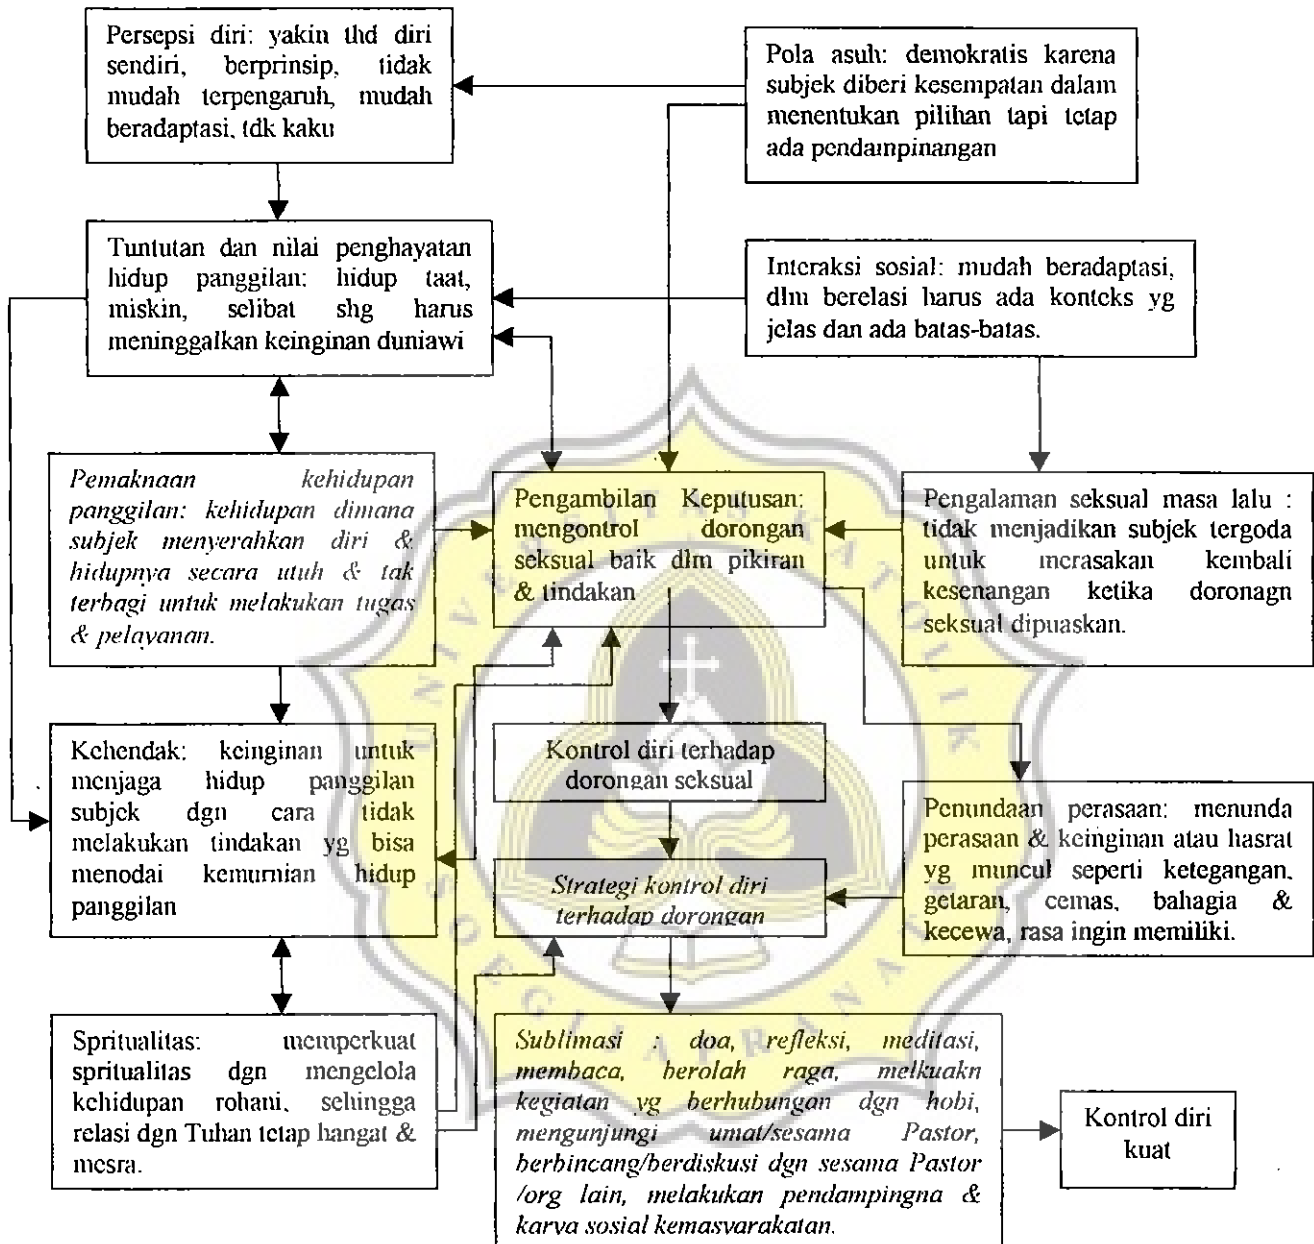 Persepsi diri: yakin thd diri
sendiri, berprinsip, tidak
mudah terpengaruh, mudah
beradaptasi, tdk kaku
Pola asuh: demokratis karena
subjek diberi kesempatan dalam
menentukan pilihan tapi tetap
ada pendampinangan
Tuntutan dan nilai penghayatan
hidup panggilan: hidup taat,
miskin, selibat shg harus
meninggalkan keinginan duniawi
Interaksi sosial: mudah beradaptasi,
dlm berelasi harus ada konteks yg
jelas dan ada batas-batas.
Pemaknaan kehidupan
panggilan: kehidupan dimana
subjek menyerahkan diri &
hidupnya secara utuh & tak
terbagi untuk melakukan tugas
& pelayanan.
Pengambilan Keputusan:
mengontrol dorongan
seksual baik dlm pikiran
& tindakan
Pengalaman seksual masa lalu :
tidak menjadikan subjek tergoda
untuk merasakan kembali
kesenangan ketika doronagn
seksual dipuaskan.
Kehendak: keinginan untuk
menjaga hidup panggilan
subjek dgn cara tidak
melakukan tindakan yg bisa
menodai kemurnian hidup
panggilan
Kontrol diri terhadap
dorongan seksual
Penundaan perasaan: menunda
perasaan & keinginan atau hasrat
yg muncul seperti ketegangan,
getaran, cemas, bahagia &
kecewa, rasa ingin memiliki.
Strategi kontrol diri
terhadap dorongan
Spritualitas: memperkuat
spritualitas dgn mengelola
kehidupan rohani, sehingga
relasi dgn Tuhan tetap hangat &
mesra.
Sublimasi : doa, refleksi, meditasi,
membaca, berolah raga, melkuakn
kegiatan yg berhubungan dgn hobi,
mengunjungi umat/sesama Pastor,
berbincang/berdiskusi dgn sesama Pastor
/org lain, melakukan pendampingna &
karya sosial kemasyarakatan.
Kontrol diri
kuat
UNIVERSITAS KATOLIK
SOEGIJAPRANATA